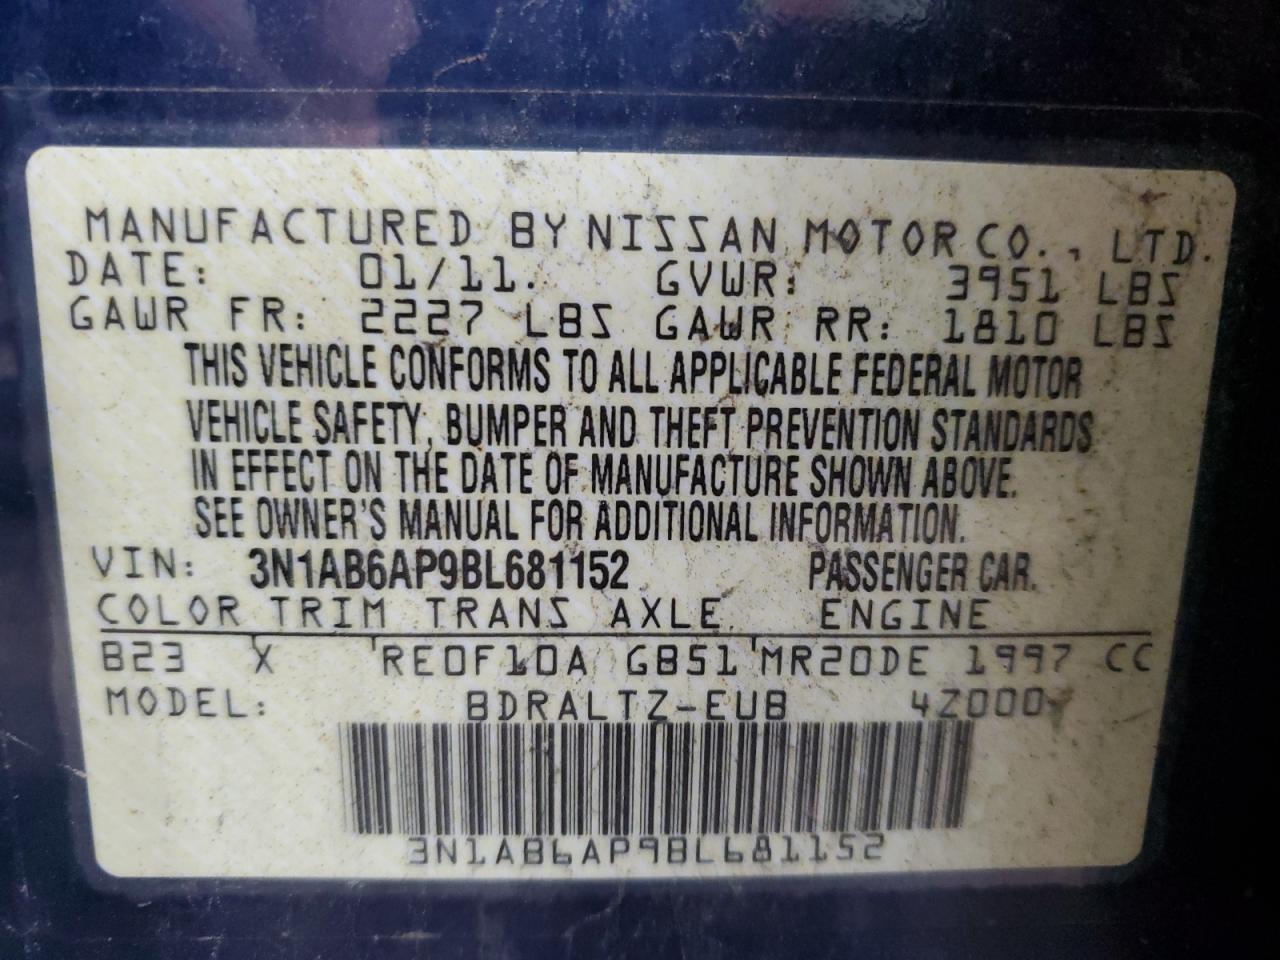 MANUFACTURED BY NISSAN MOTOR CO., LTD.
DATE: 01/11. GVWR: 3951 LBS
GAWR FR: 2227 LBS GAWR RR: 1810 LBS
THIS VEHICLE CONFORMS TO ALL APPLICABLE FEDERAL MOTOR
VEHICLE SAFETY, BUMPER AND THEFT PREVENTION STANDARDS
IN EFFECT ON THE DATE OF MANUFACTURE SHOWN ABOVE.
SEE OWNER'S MANUAL FOR ADDITIONAL INFORMATION.
VIN: 3N1AB6AP9BL681152 PASSENGER CAR.
COLOR TRIM TRANS AXLE ENGINE
B23 X RE0F10A GB51 MR20DE 1997 CC
MODEL: BDRALTZ-EUB 4Z000
3N1AB6AP9BL681152